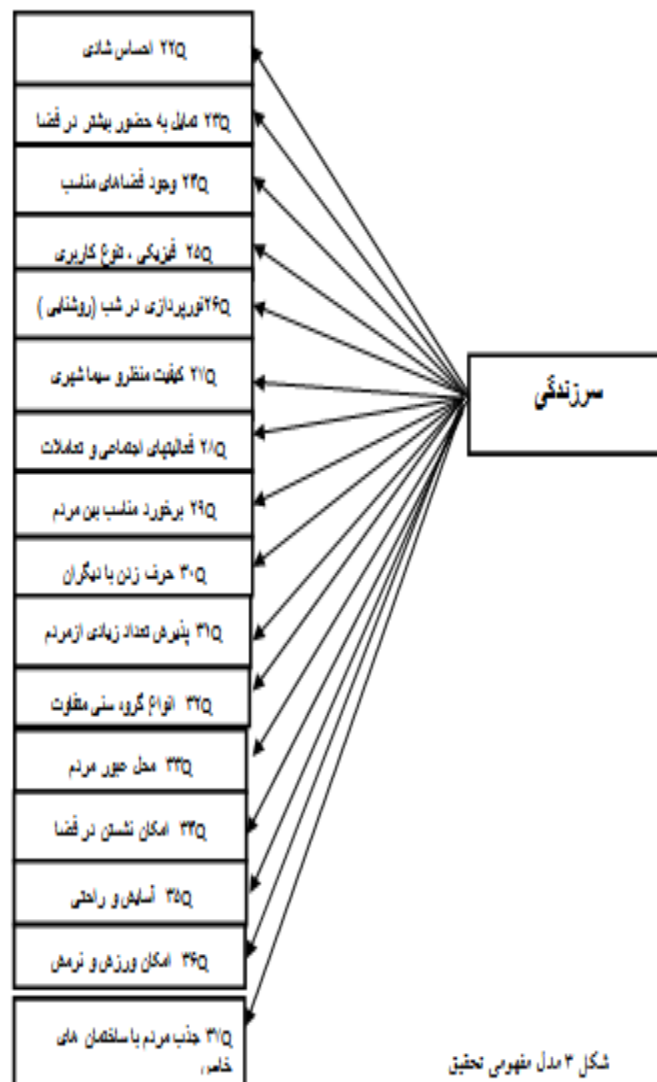 Q۲۲ احساس شادی
Q۲۳ تمایل به حضور بیشتر در فضا
Q۲۴ وجود فضاهای مناسب
Q۲۵ فیزیکی ، تنوع کاربری
Q۲۶نورپردازی در شب (روشنایی )
Q۲۷ کیفیت منظرو سیما شهری
Q۲۸ فعالیتهای اجتماعی و تعاملات
Q۲۹ برخورد مناسب بین مردم
Q۳۰ حرف زدن با دیگران
Q۳۱ پذیرش تعداد زیادی ازمردم
Q۳۲ انواع گروه سنی متفاوت
Q۳۳ محل عبور مردم
Q۳۴ امکان نشستن در فضا
Q۳۵ آسایش و راحتی
Q۳۶ امکان ورزش و نرمش
Q۳۷ جذب مردم با ساختمان های
خاص
سرزندگی
شکل ۳ مدل مفهومی تحقیق